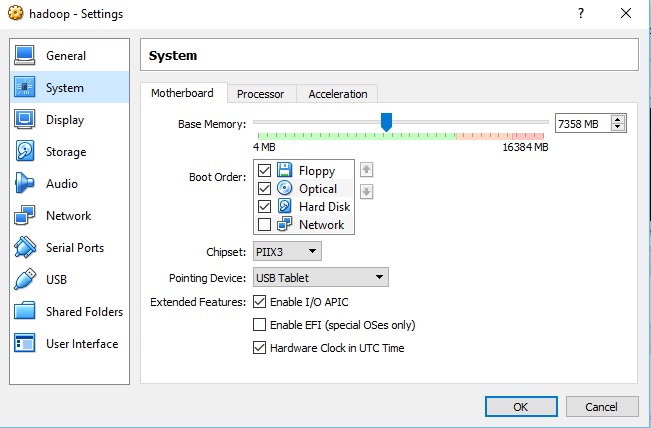 hadoop - Settings
?
General
System
Display
Storage
Audio
Network
Serial Ports
USB
Shared Folders
User Interface
System
Motherboard Processor Acceleration
Base Memory: 7358 MB
4 MB 16384 MB
Boot Order: Floppy
Optical
Hard Disk
Network
Chipset: PIIX3
Pointing Device: USB Tablet
Extended Features: Enable I/O APIC
Enable EFI (special OSes only)
Hardware Clock in UTC Time
OK Cancel